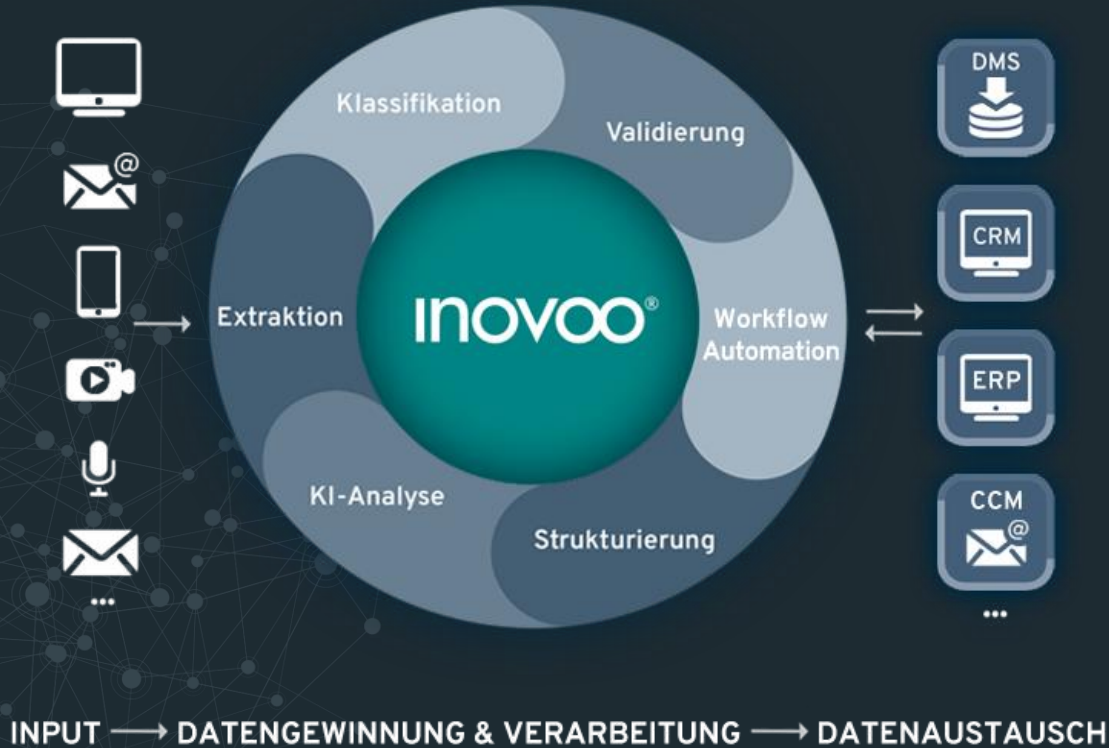 Klassifikation
Validierung
Extraktion
INOVOO®
Workflow
Automation
KI-Analyse
Strukturierung
@
...
DMS
CRM
ERP
CCM
@
...
INPUT → DATENGEWINNUNG & VERARBEITUNG → DATENAUSTAUSCH